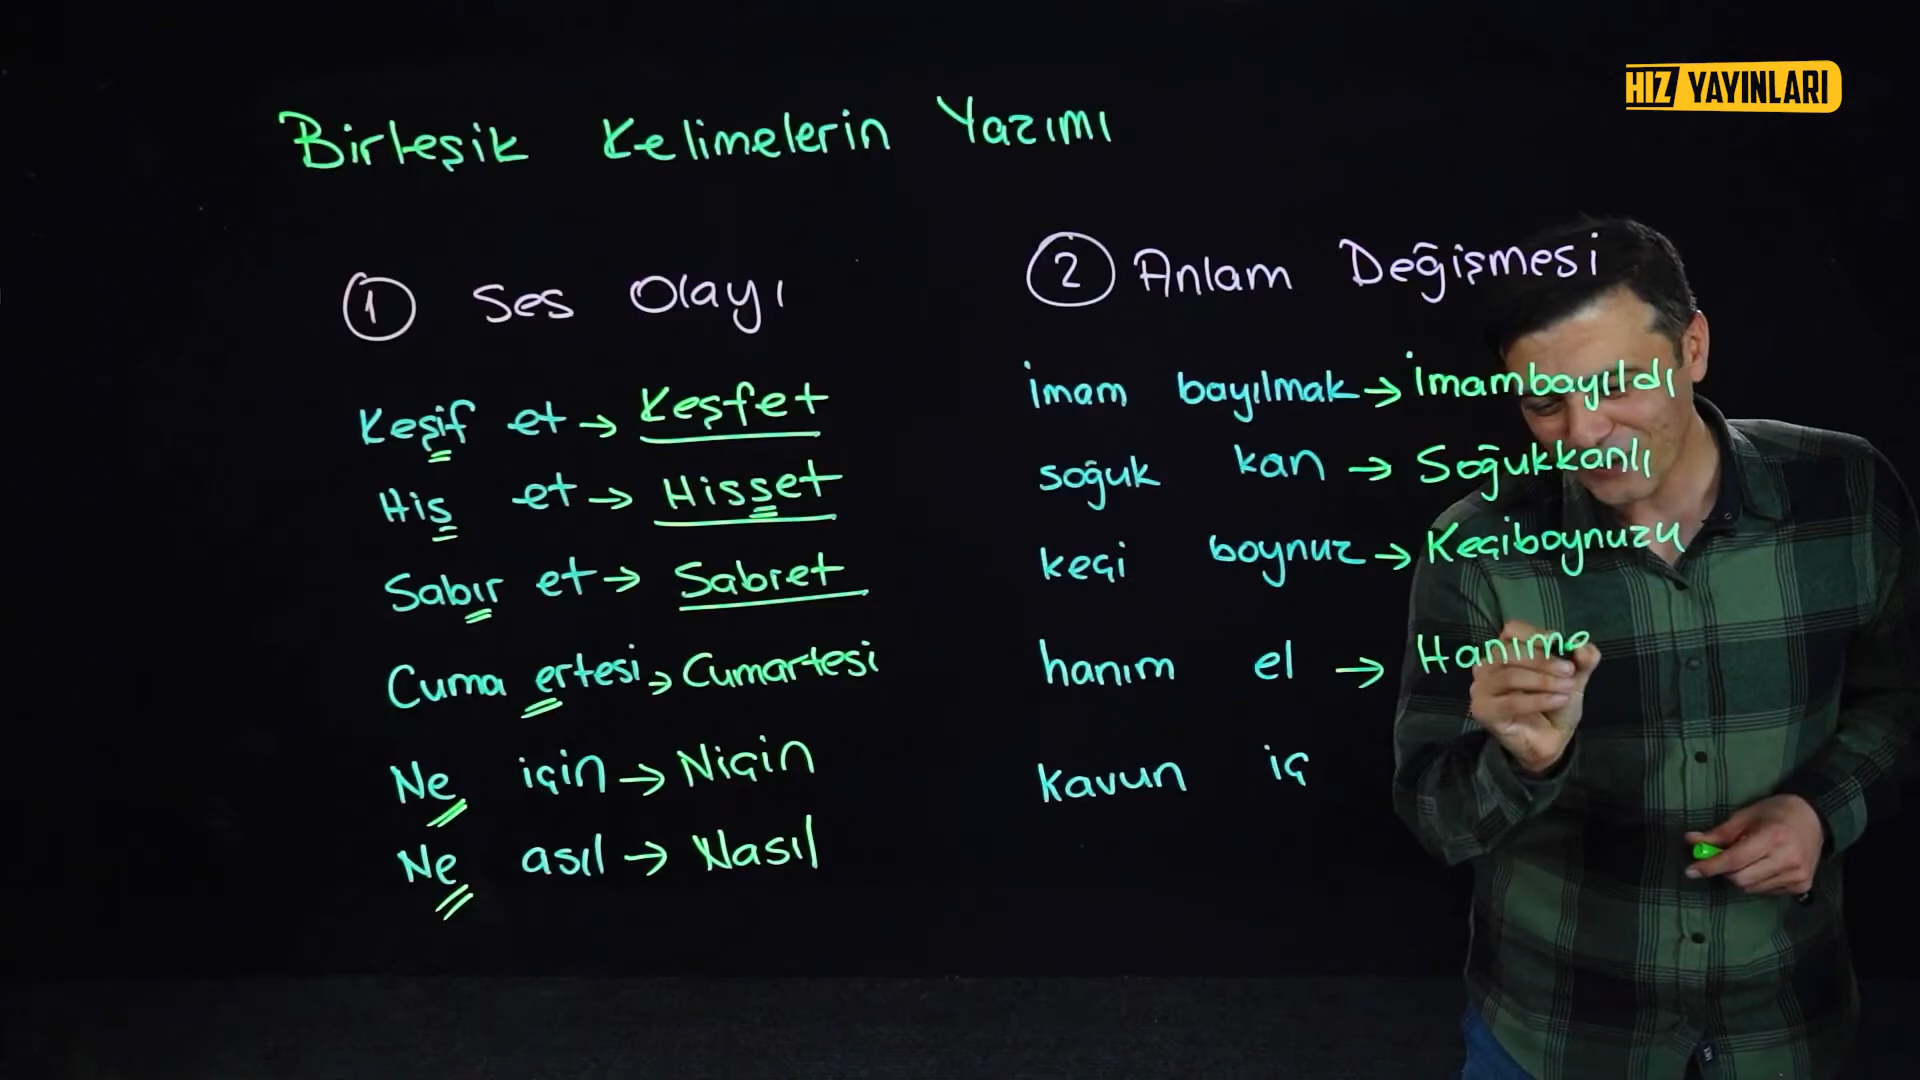 HIZ YAYINLARI
Birleşik Kelimelerin Yazımı
1 Ses Olayı
Keşif et → Keşfet
His et → Hisset
Sabır et → Sabret
Cuma ertesi → Cumartesi
Ne için → Niçin
Ne asıl → Nasıl
2 Anlam Değişmesi
imam bayılmak → İmambayıldı
soğuk kan → Soğukkanlı
keçi boynuz → Keçiboynuzu
hanım el → Hanıme
kavun iç